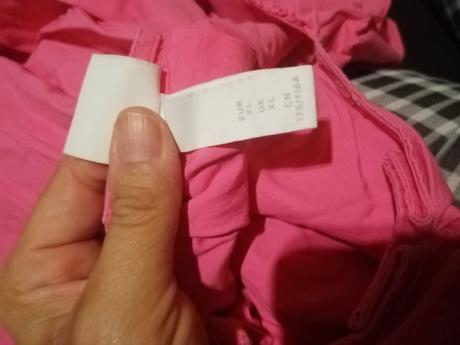 EUR XL
UK XL
CN 175/116A